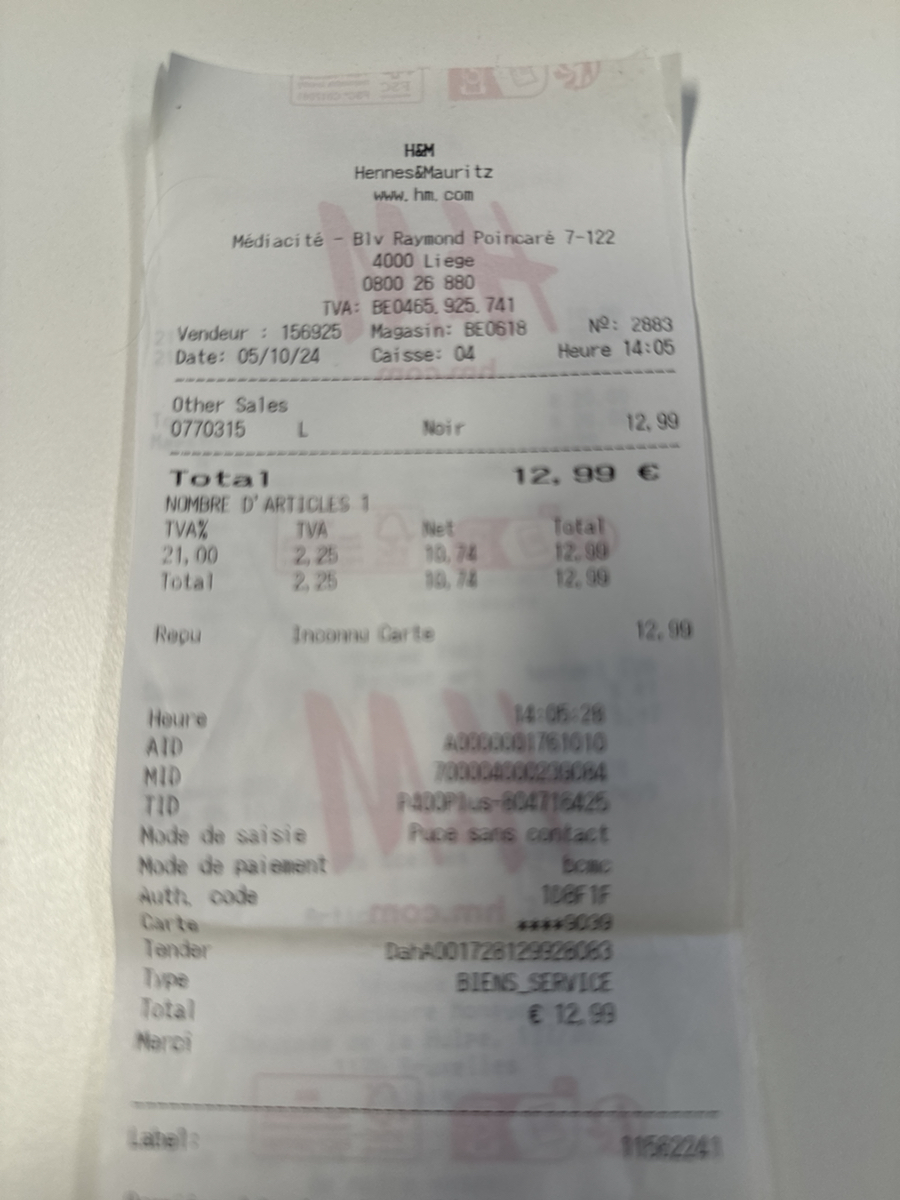 H&M
Hennes&Mauritz
www.hm.com
Médiacité - Blv Raymond Poincaré 7-122
4000 Liege
0800 26 880
TVA: BE0465.925.741
Vendeur : 156925 Magasin: BE0618 Nº: 2883
Date: 05/10/24 Caisse: 04 Heure 14:05
Other Sales
0770315 L Noir 12,99
Total 12,99 €
NOMBRE D'ARTICLES 1
TVA% TVA Net Total
21,00 2,25 10,74 12,99
Total 2,25 10,74 12,99
Reçu Inconnu Carte 12,99
Heure
AID
MID
TID
Mode de saisie Puce sans contact
Mode de paiement bcmc
Auth. code
Carte ****9039
Tender
Type BIENS_SERVICE
Total € 12,99
Merci
Label: